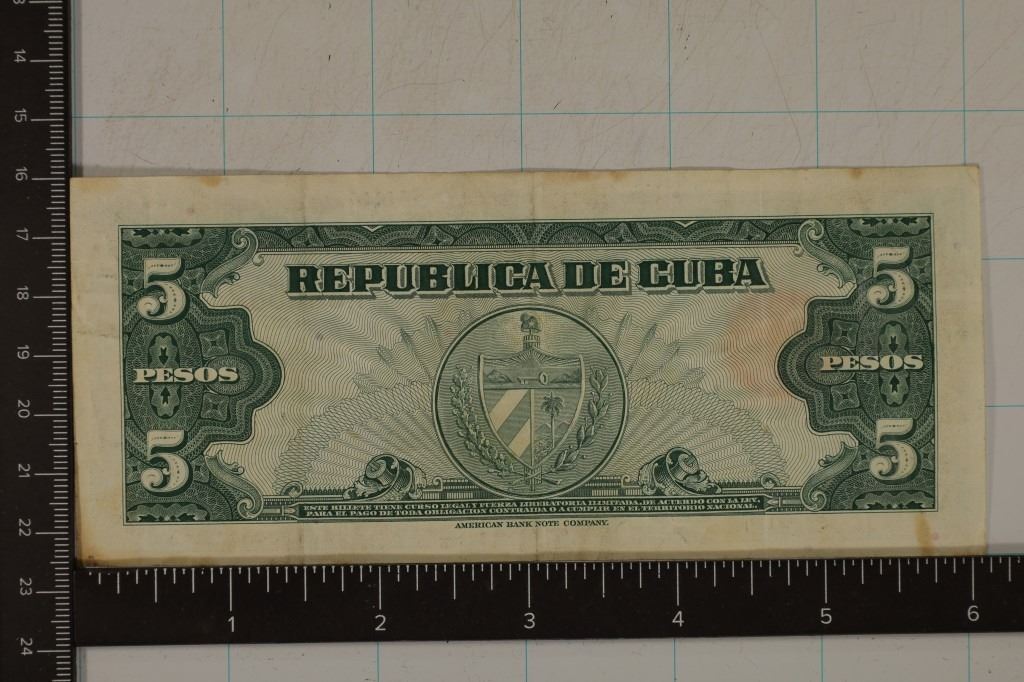 REPUBLICA DE CUBA
5 5
PESOS PESOS
5 5
ESTE BILLETE TIENE CURSO LEGAL Y FUERZA LIBERATORIA ILIMITADA, DE ACUERDO CON LA LEY,
PARA EL PAGO DE TODA OBLIGACION CONTRAIDA O A CUMPLIR EN EL TERRITORIO NACIONAL.
AMERICAN BANK NOTE COMPANY.
1 2 3 4 5 6
13
14
15
16
17
18
19
20
21
22
23
24